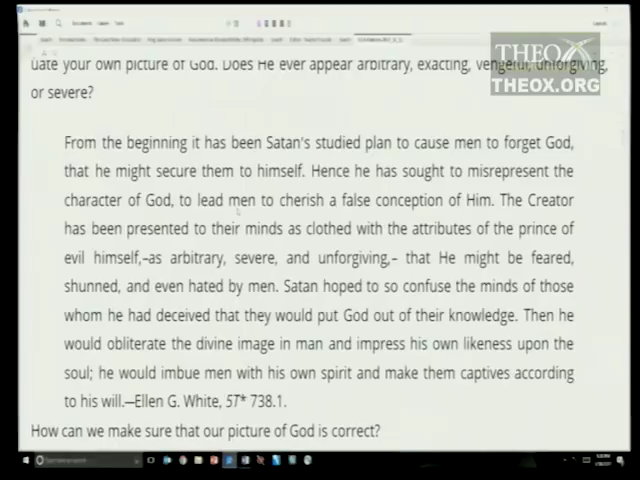 THEOX
THEOX.ORG
uate your own picture of God. Does He ever appear arbitrary, exacting, vengeful, unforgiving,
or severe?
From the beginning it has been Satan's studied plan to cause men to forget God,
that he might secure them to himself. Hence he has sought to misrepresent the
character of God, to lead men to cherish a false conception of Him. The Creator
has been presented to their minds as clothed with the attributes of the prince of
evil himself,-as arbitrary, severe, and unforgiving,- that He might be feared,
shunned, and even hated by men. Satan hoped to so confuse the minds of those
whom he had deceived that they would put God out of their knowledge. Then he
would obliterate the divine image in man and impress his own likeness upon the
soul; he would imbue men with his own spirit and make them captives according
to his will.—Ellen G. White, 5T* 738.1.
How can we make sure that our picture of God is correct?